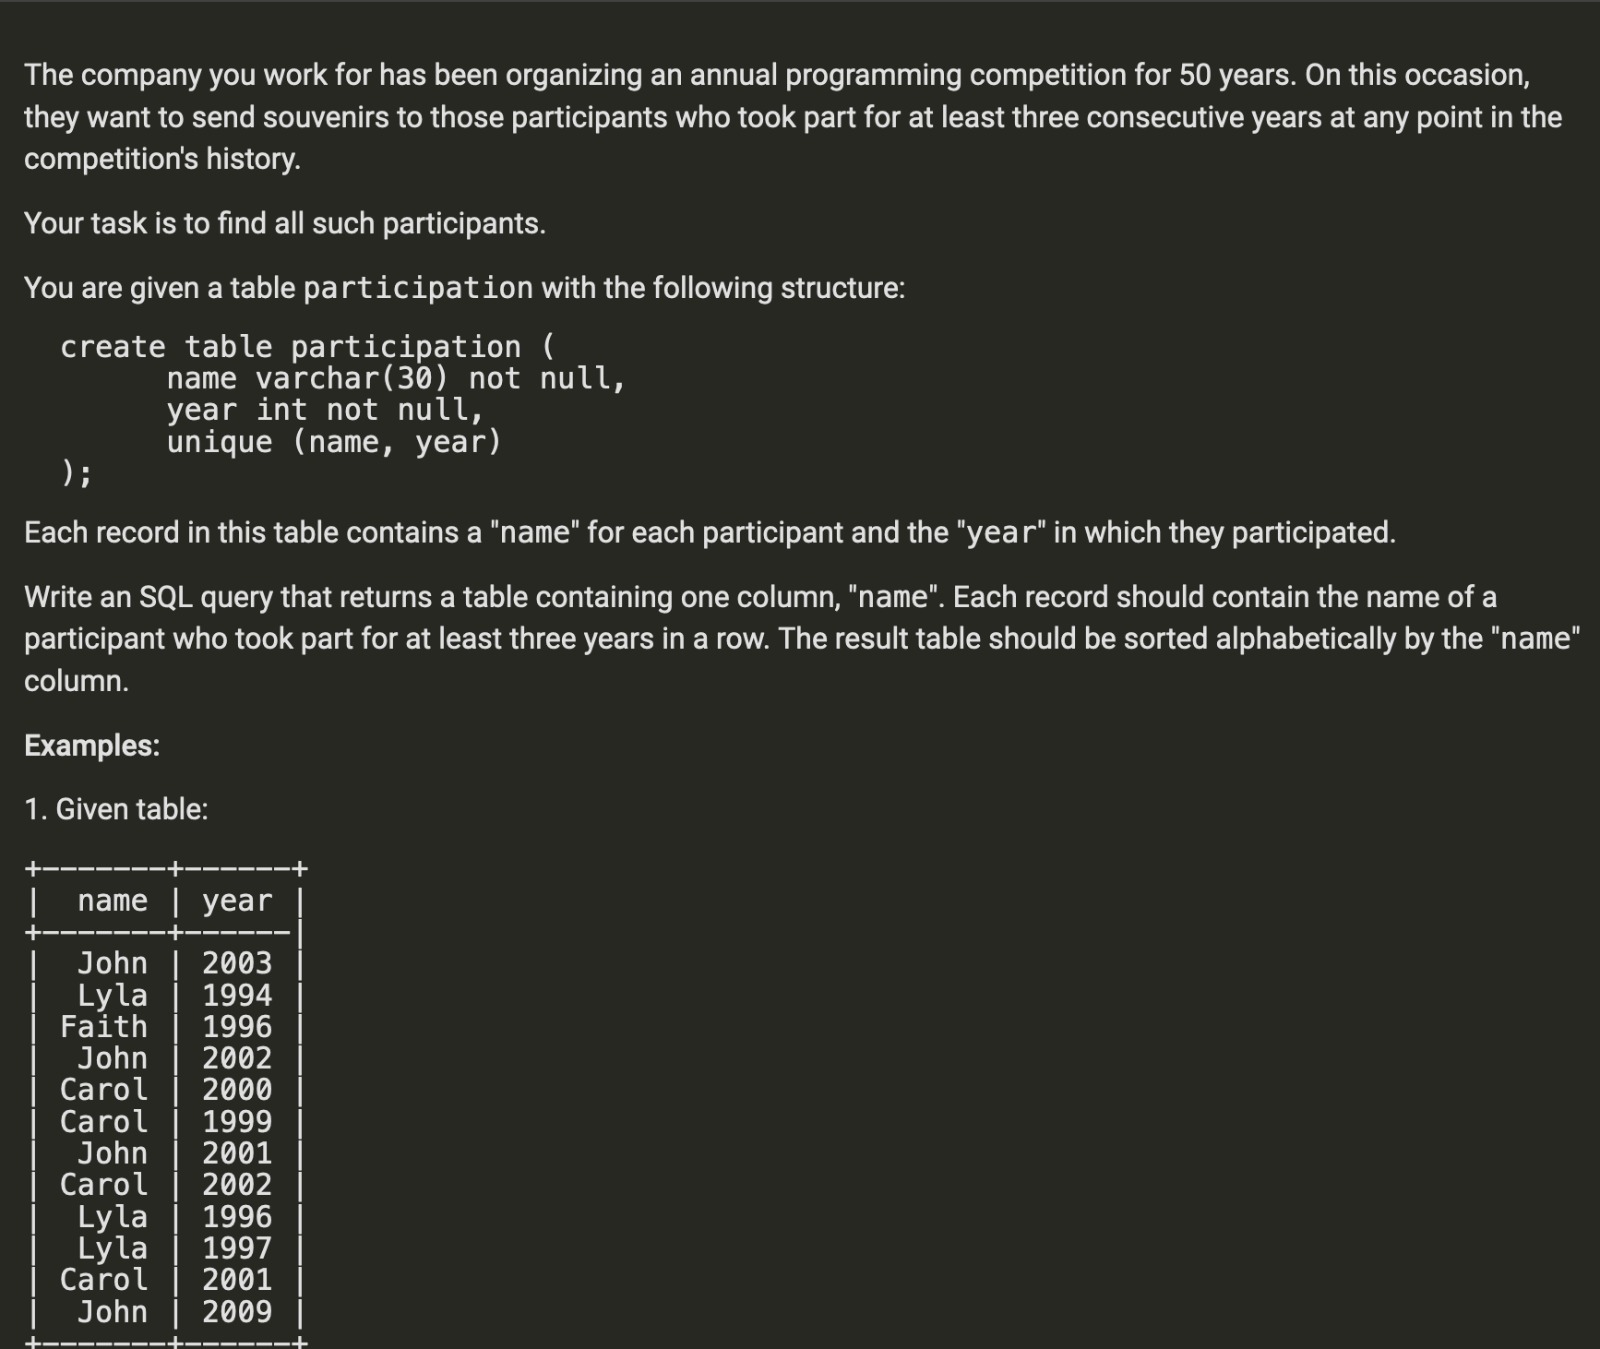 The company you work for has been organizing an annual programming competition for 50 years. On this occasion,
they want to send souvenirs to those participants who took part for at least three consecutive years at any point in the
competition's history.
Your task is to find all such participants.
You are given a table participation with the following structure:
create table participation (
name varchar(30) not null,
year int not null,
unique (name, year)
);
Each record in this table contains a "name" for each participant and the "year" in which they participated.
Write an SQL query that returns a table containing one column, "name". Each record should contain the name of a
participant who took part for at least three years in a row. The result table should be sorted alphabetically by the "name"
column.
Examples:
1. Given table:
+-------+------+
|  name | year |
+-------+------|
|  John | 2003 |
|  Lyla | 1994 |
| Faith | 1996 |
|  John | 2002 |
| Carol | 2000 |
| Carol | 1999 |
|  John | 2001 |
| Carol | 2002 |
|  Lyla | 1996 |
|  Lyla | 1997 |
| Carol | 2001 |
|  John | 2009 |
+-------+------+